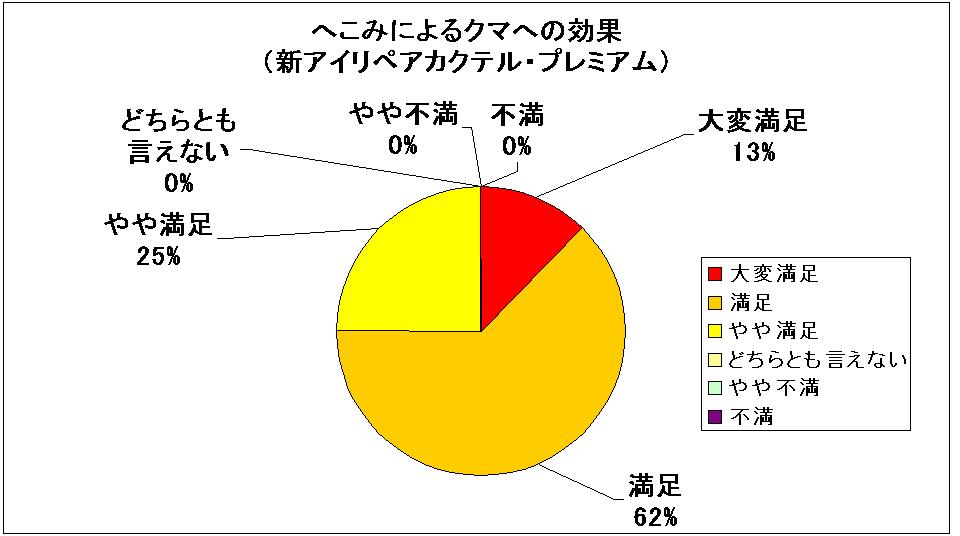 へこみによるクマへの効果
（新アイリペアカクテル・プレミアム）
どちらとも
言えない
0%
やや不満
0%
不満
0%
大変満足
13%
やや満足
25%
満足
62%
大変満足
満足
やや満足
どちらとも言えない
やや不満
不満